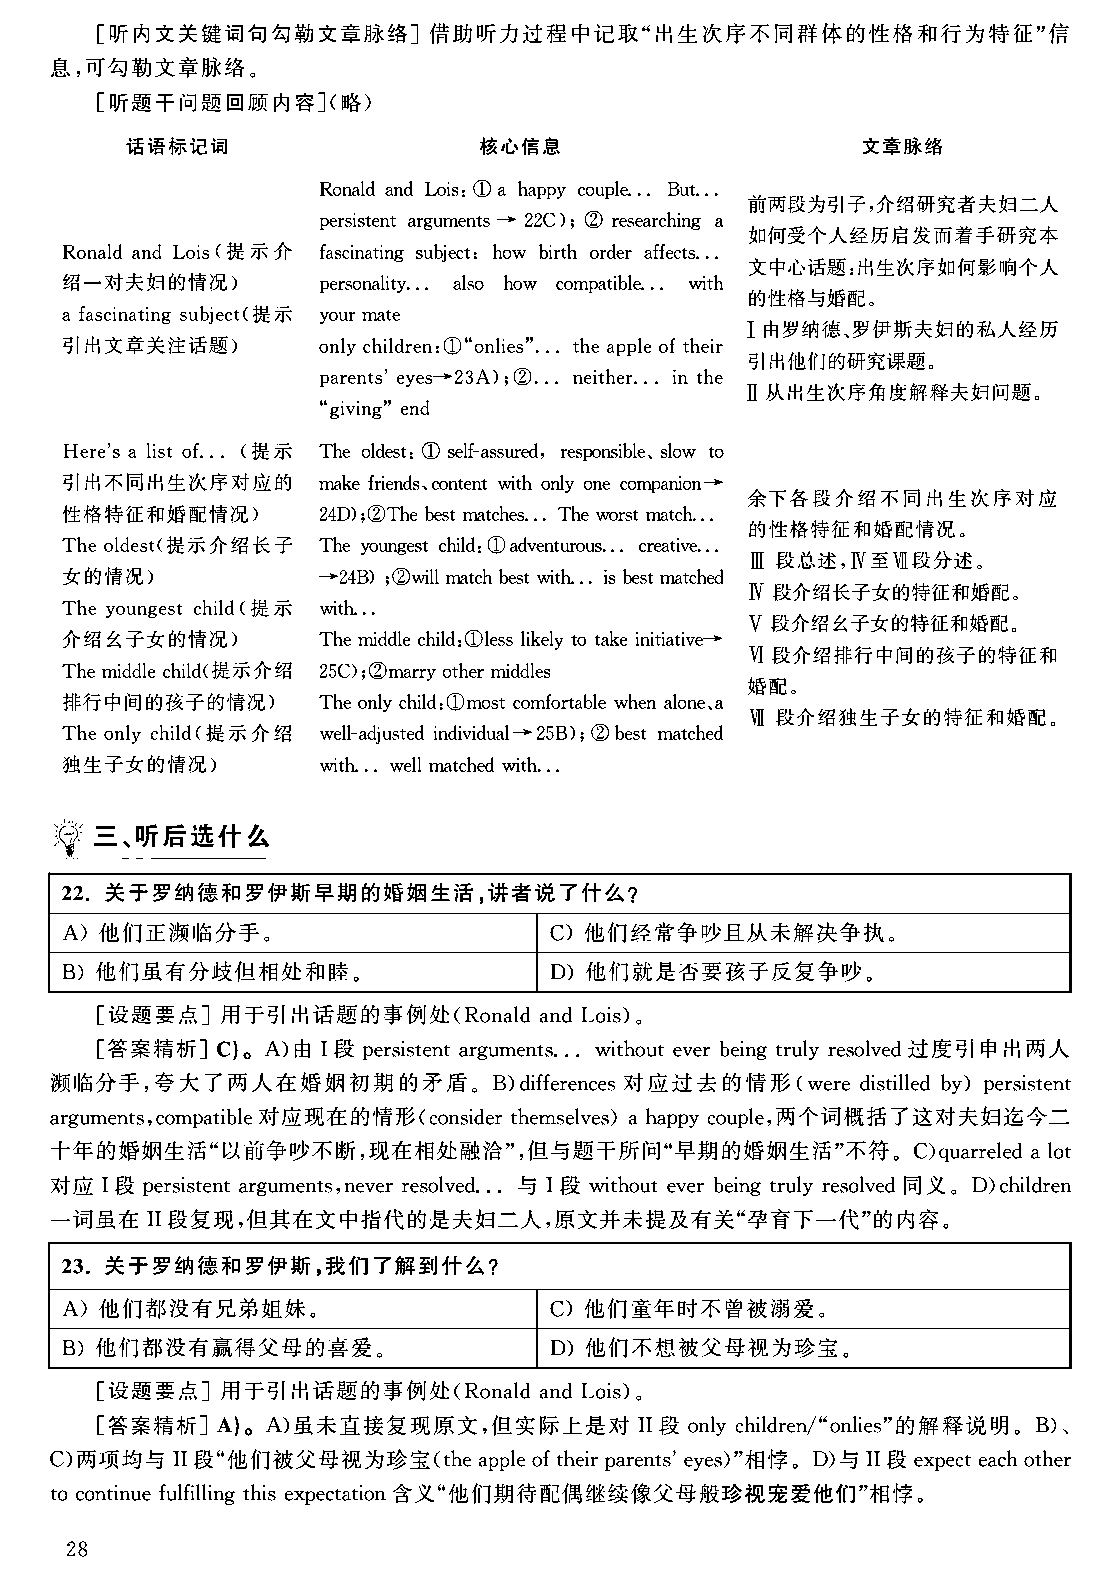 ［听内文关键词句勾勒文章脉络］借助听力过程中记取“出生次序不同群体的性格和行为特征”信
息,可勾勒文章脉络。
［听题干问题回顾内容］(略)
话语标记词
核心信息
文章脉络
Ronald and Lois(提示介
绍一对夫妇的情况)
a fascinating subject(提示
引出文章关注话题)
Ronald and Lois: ① a happy couple... But...
persistent arguments → 22C); ② researching a
fascinating subject: how birth order affects...
personality... also how compatible... with
your mate
only children:①“onlies”... the apple of their
parents' eyes→23A);②... neither... in the
“giving” end
前两段为引子,介绍研究者夫妇二人
如何受个人经历启发而着手研究本
文中心话题:出生次序如何影响个人
的性格与婚配。
Ⅰ由罗纳德、罗伊斯夫妇的私人经历
引出他们的研究课题。
Ⅱ从出生次序角度解释夫妇问题。
Here's a list of... (提示
引出不同出生次序对应的
性格特征和婚配情况)
The oldest(提示介绍长子
女的情况)
The youngest child(提示
介绍幺子女的情况)
The middle child(提示介绍
排行中间的孩子的情况)
The only child(提示介绍
独生子女的情况)
The oldest: ① self-assured, responsible、slow to
make friends、content with only one companion→
24D);②The best matches... The worst match...
The youngest child:①adventurous... creative...
→24B) ;②will match best with... is best matched
with...
The middle child:①less likely to take initiative→
25C);②marry other middles
The only child:①most comfortable when alone、a
well-adjusted individual→25B); ② best matched
with... well matched with...
余下各段介绍不同出生次序对应
的性格特征和婚配情况。
Ⅲ 段总述,Ⅳ至Ⅶ段分述。
Ⅳ 段介绍长子女的特征和婚配。
Ⅴ 段介绍幺子女的特征和婚配。
Ⅵ 段介绍排行中间的孩子的特征和
婚配。
Ⅶ 段介绍独生子女的特征和婚配。
三、听后选什么
22. 关于罗纳德和罗伊斯早期的婚姻生活,讲者说了什么?
A) 他们正濒临分手。
C) 他们经常争吵且从未解决争执。
B) 他们虽有分歧但相处和睦。
D) 他们就是否要孩子反复争吵。
［设题要点］用于引出话题的事例处(Ronald and Lois)。
［答案精析］C)。A)由 I 段 persistent arguments... without ever being truly resolved 过度引申出两人
濒临分手,夸大了两人在婚姻初期的矛盾。B)differences 对应过去的情形(were distilled by) persistent
arguments,compatible 对应现在的情形(consider themselves) a happy couple,两个词概括了这对夫妇迄今二
十年的婚姻生活“以前争吵不断,现在相处融洽”,但与题干所问“早期的婚姻生活”不符。C)quarreled a lot
对应 I 段 persistent arguments,never resolved... 与 I 段 without ever being truly resolved 同义。D)children
一词虽在 II 段复现,但其在文中指代的是夫妇二人,原文并未提及有关“孕育下一代”的内容。
23. 关于罗纳德和罗伊斯,我们了解到什么?
A) 他们都没有兄弟姐妹。
C) 他们童年时不曾被溺爱。
B) 他们都没有赢得父母的喜爱。
D) 他们不想被父母视为珍宝。
［设题要点］用于引出话题的事例处(Ronald and Lois)。
［答案精析］A)。A)虽未直接复现原文,但实际上是对 II 段 only children/“onlies”的解释说明。B)、
C)两项均与 II 段“他们被父母视为珍宝(the apple of their parents' eyes)”相悖。D)与 II 段 expect each other
to continue fulfilling this expectation 含义“他们期待配偶继续像父母般珍视宠爱他们”相悖。
28